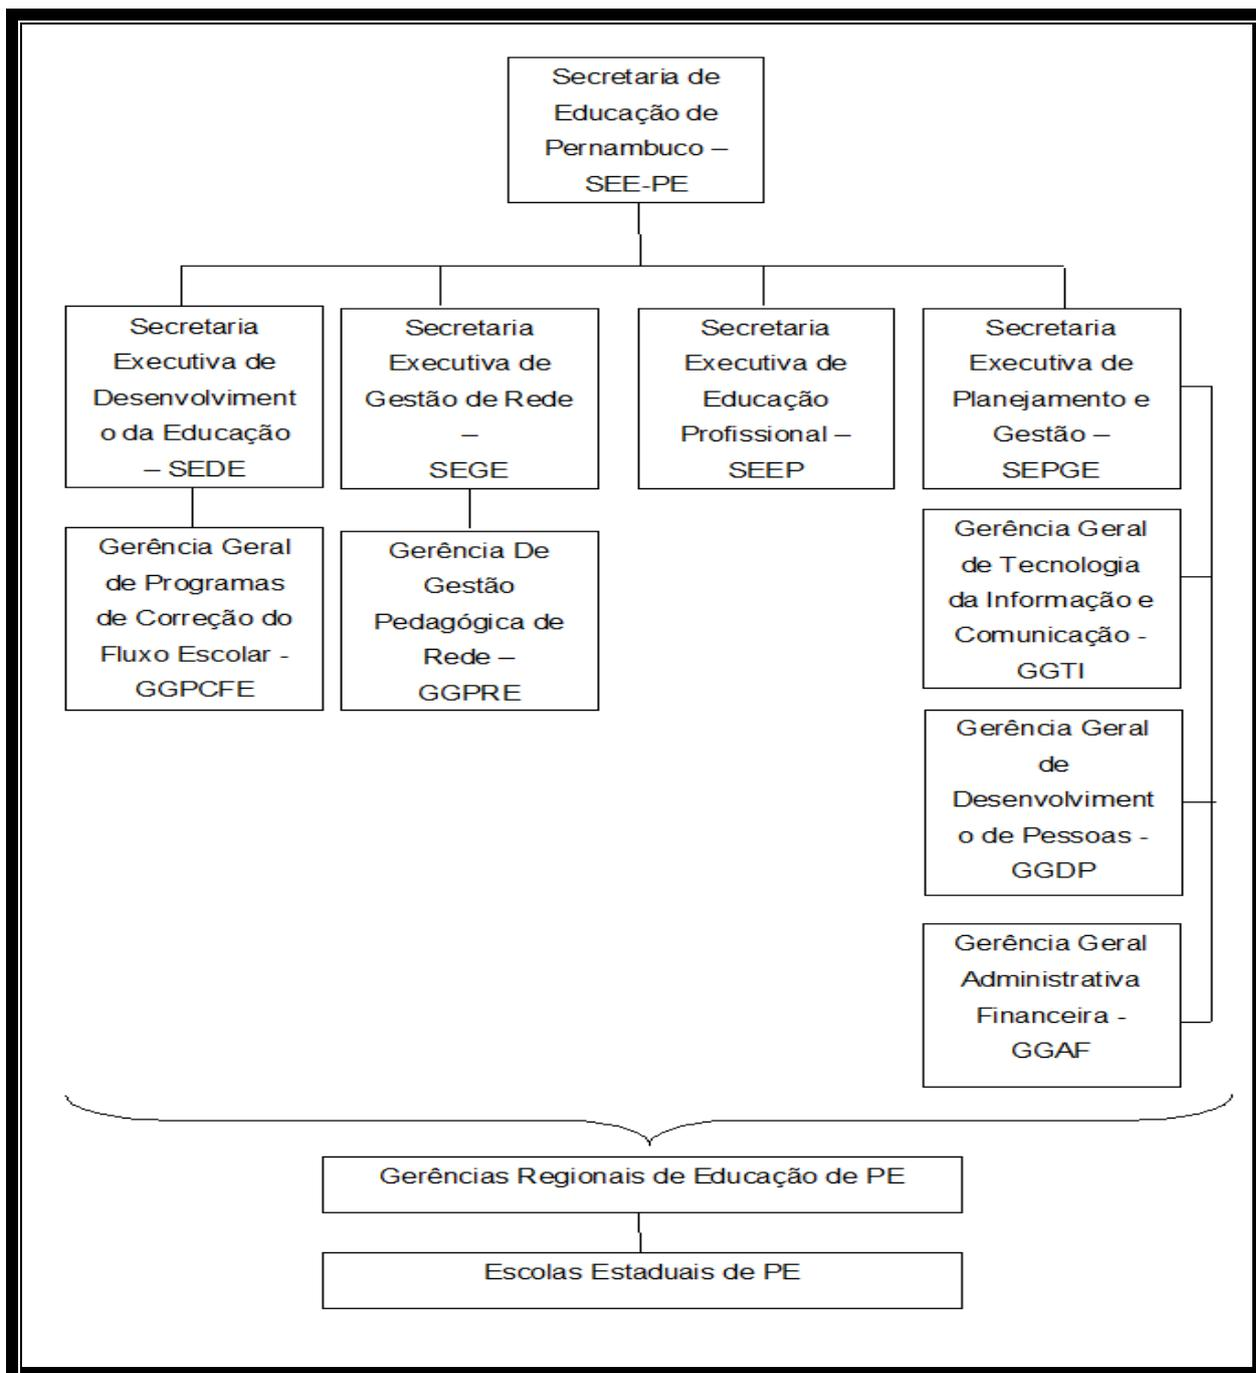 Secretaria de
Educação de
Pernambuco –
SEE-PE
Secretaria
Executiva de
Desenvolviment
o da Educação
– SEDE
Secretaria
Executiva de
Gestão de Rede
–
SEGE
Secretaria
Executiva de
Educação
Profissional –
SEEP
Secretaria
Executiva de
Planejamento e
Gestão –
SEPGE
Gerência Geral
de Programas
de Correção do
Fluxo Escolar -
GGPCFE
Gerência De
Gestão
Pedagógica de
Rede –
GGPRE
Gerência Geral
de Tecnologia
da Informação e
Comunicação -
GGTI
Gerência Geral
de
Desenvolviment
o de Pessoas -
GGDP
Gerência Geral
Administrativa
Financeira -
GGAF
Gerências Regionais de Educação de PE
Escolas Estaduais de PE